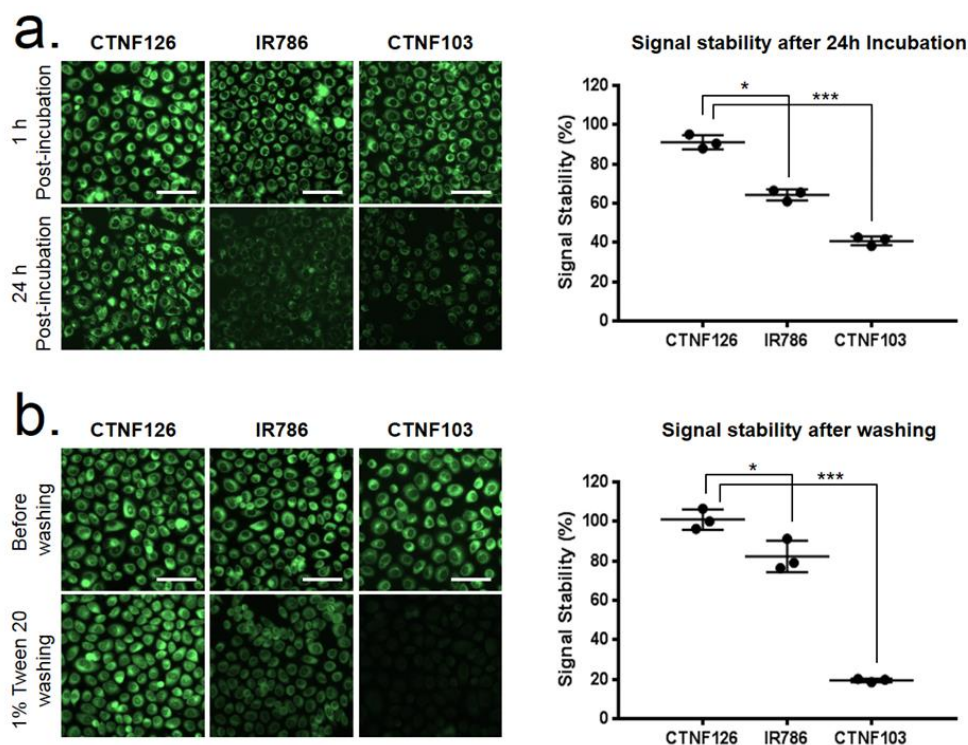 a.
CTNF126 IR786 CTNF103
1 h
Post-incubation
24 h
Post-incubation
Signal stability after 24h Incubation
Signal Stability (%)
120
100
80
60
40
20
0
*
***
CTNF126 IR786 CTNF103
b.
CTNF126 IR786 CTNF103
Before
washing
1% Tween 20
washing
Signal stability after washing
Signal Stability (%)
120
100
80
60
40
20
0
*
***
CTNF126 IR786 CTNF103